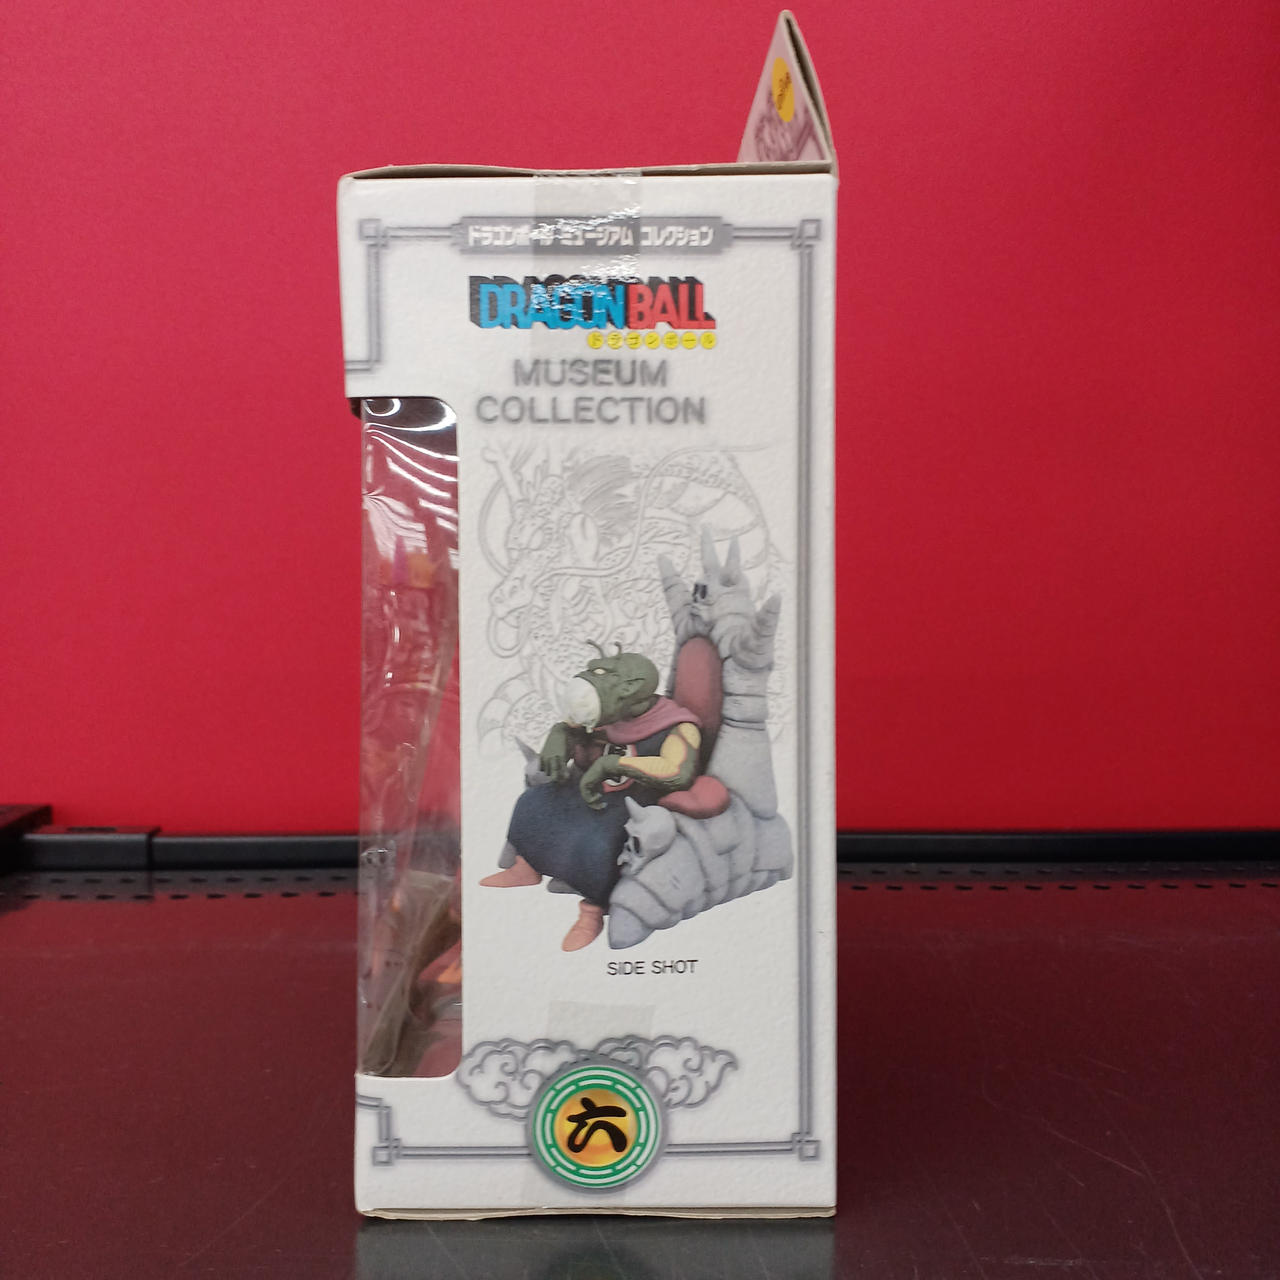 ドラゴンボール ミュージアム コレクション
DRAGON BALL
ドラゴンボール
MUSEUM
COLLECTION
SIDE SHOT
六